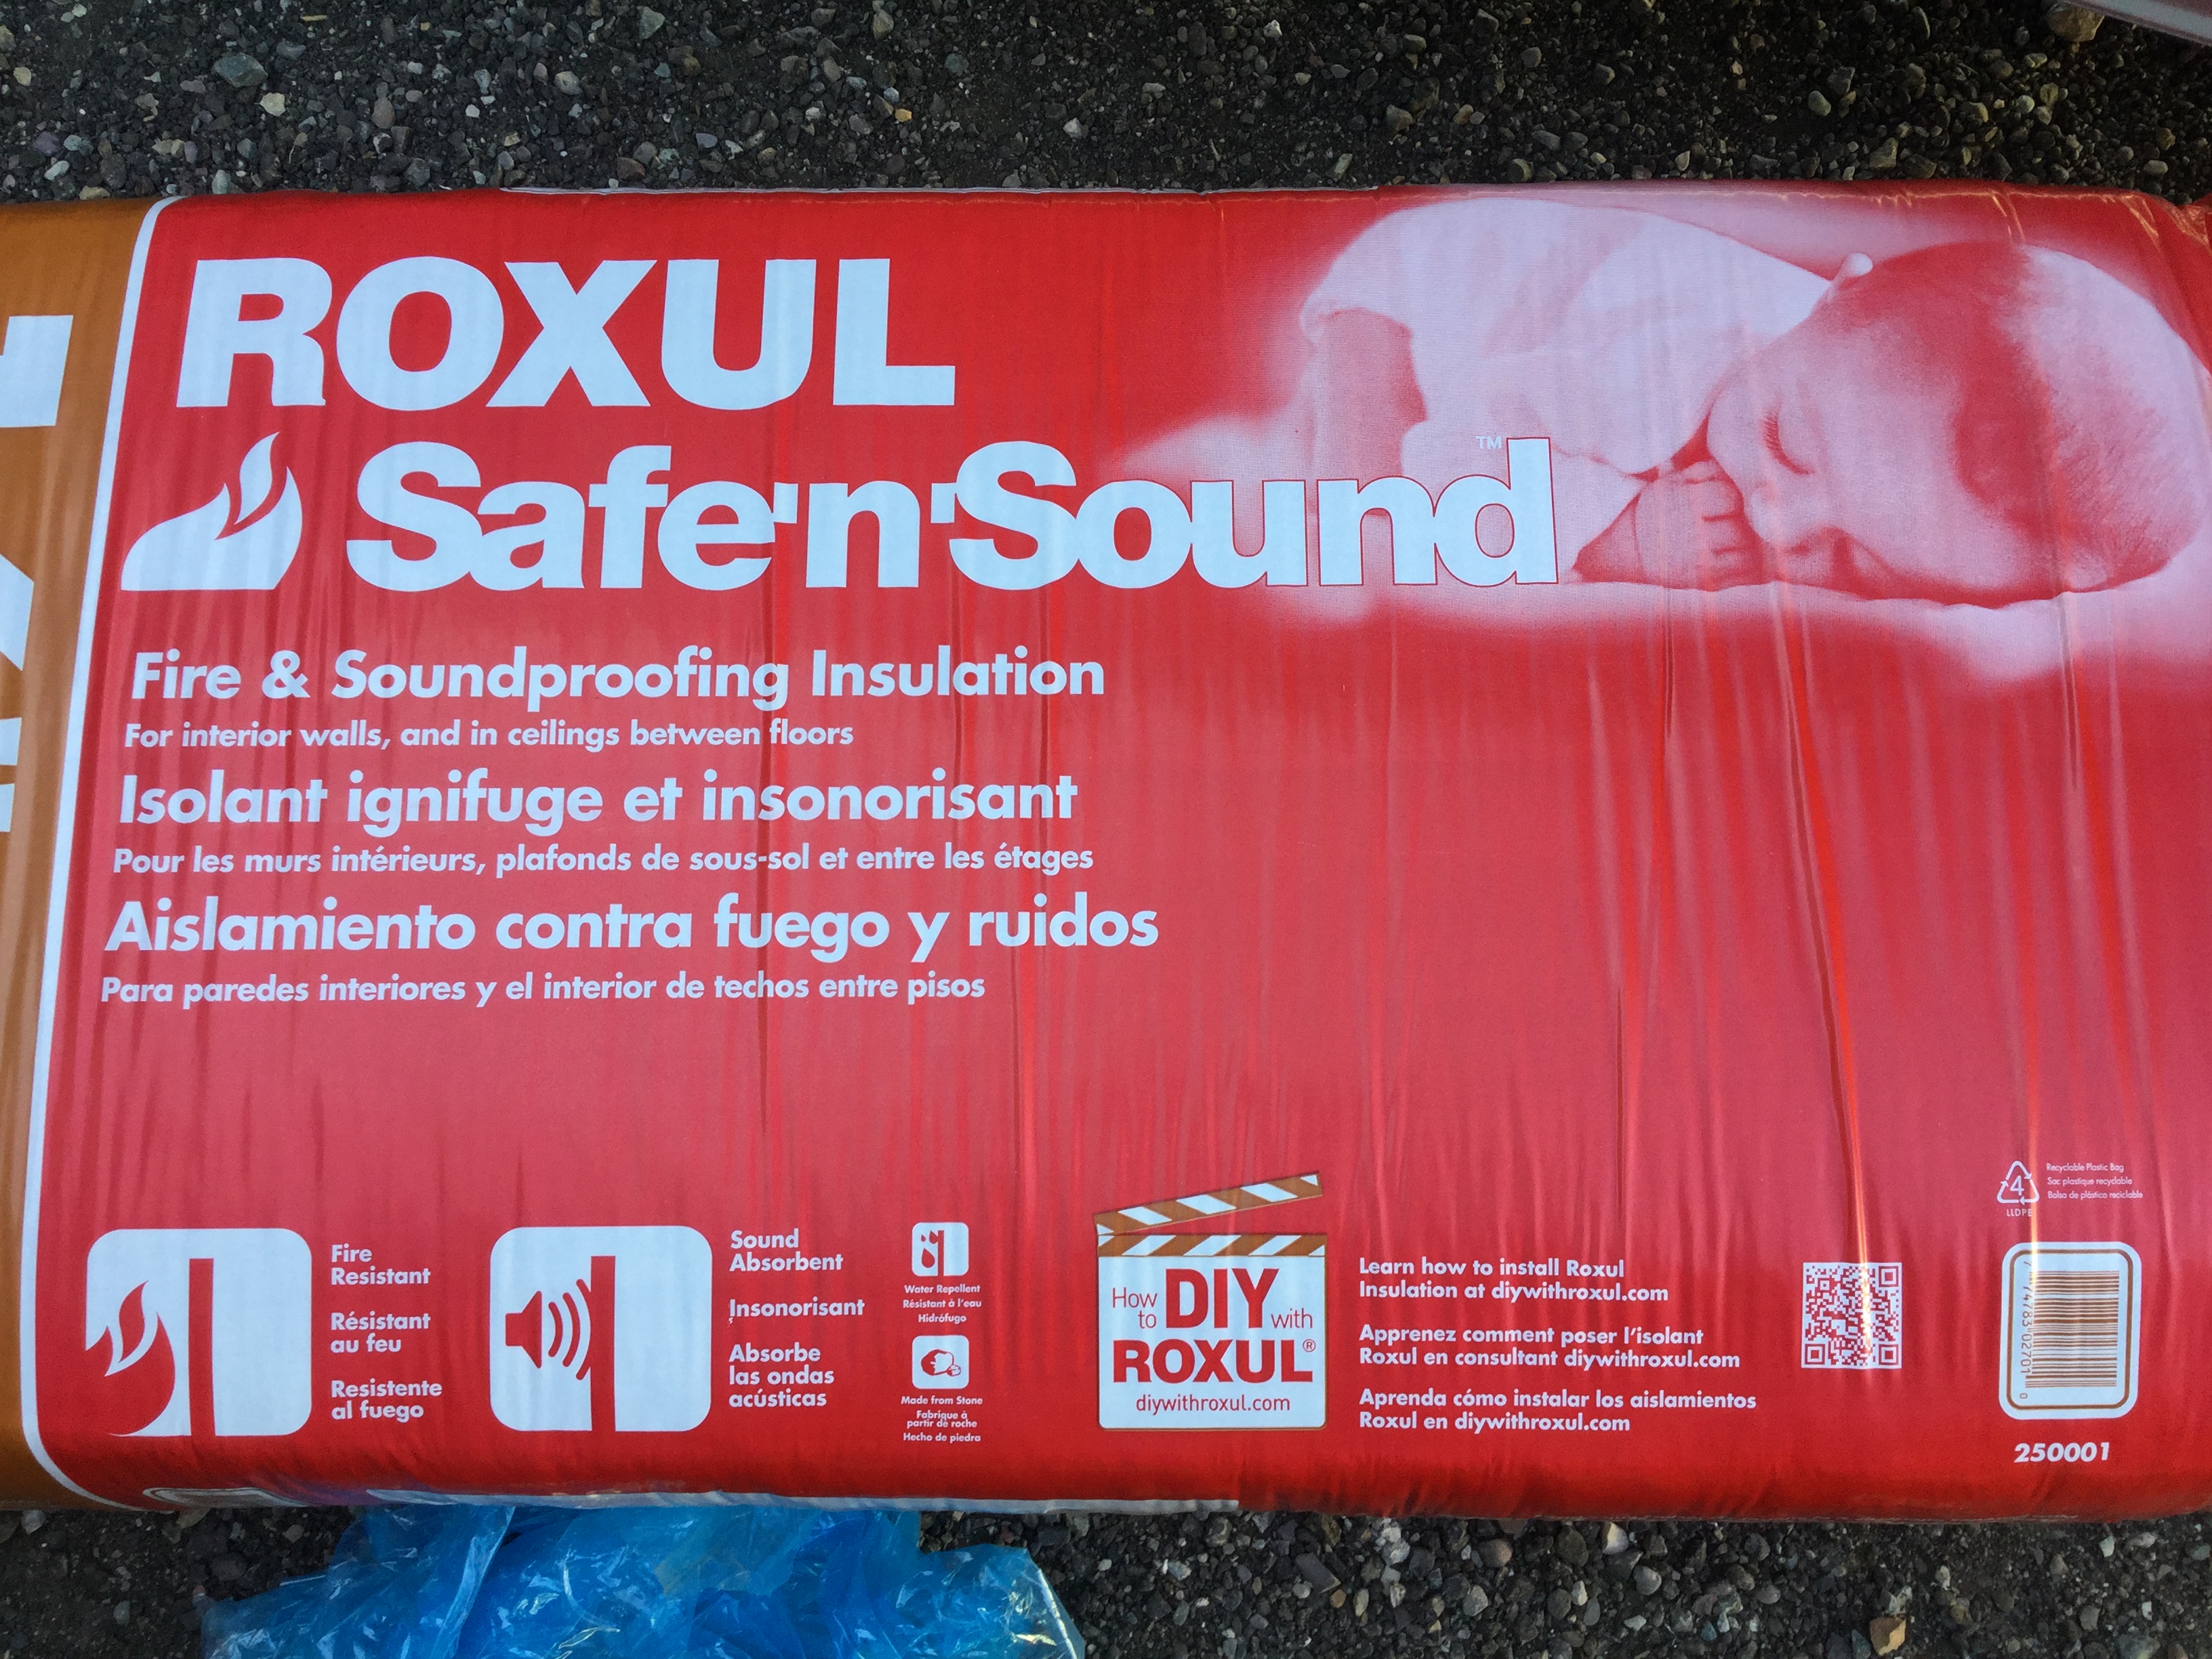 ROXUL
Safe'n'Sound™
Fire & Soundproofing Insulation
For interior walls, and in ceilings between floors
Isolant ignifuge et insonorisant
Pour les murs intérieurs, plafonds de sous-sol et entre les étages
Aislamiento contra fuego y ruidos
Para paredes interiores y el interior de techos entre pisos
Fire
Resistant
Résistant
au feu
Resistente
al fuego
Sound
Absorbent
Insonorisant
Absorbe
las ondas
acústicas
Water Repellent
Résistant à l'eau
Hidrófugo
Made from Stone
Fabrique à
partir de roche
Hecho de piedra
How to DIY with
ROXUL®
diywithroxul.com
Learn how to install Roxul
Insulation at diywithroxul.com
Apprenez comment poser l'isolant
Roxul en consultant diywithroxul.com
Aprenda cómo instalar los aislamientos
Roxul en diywithroxul.com
4
LLDPE
Recyclable Plastic Bag
Sac plastique recyclable
Bolsa de plástico reciclable
250001